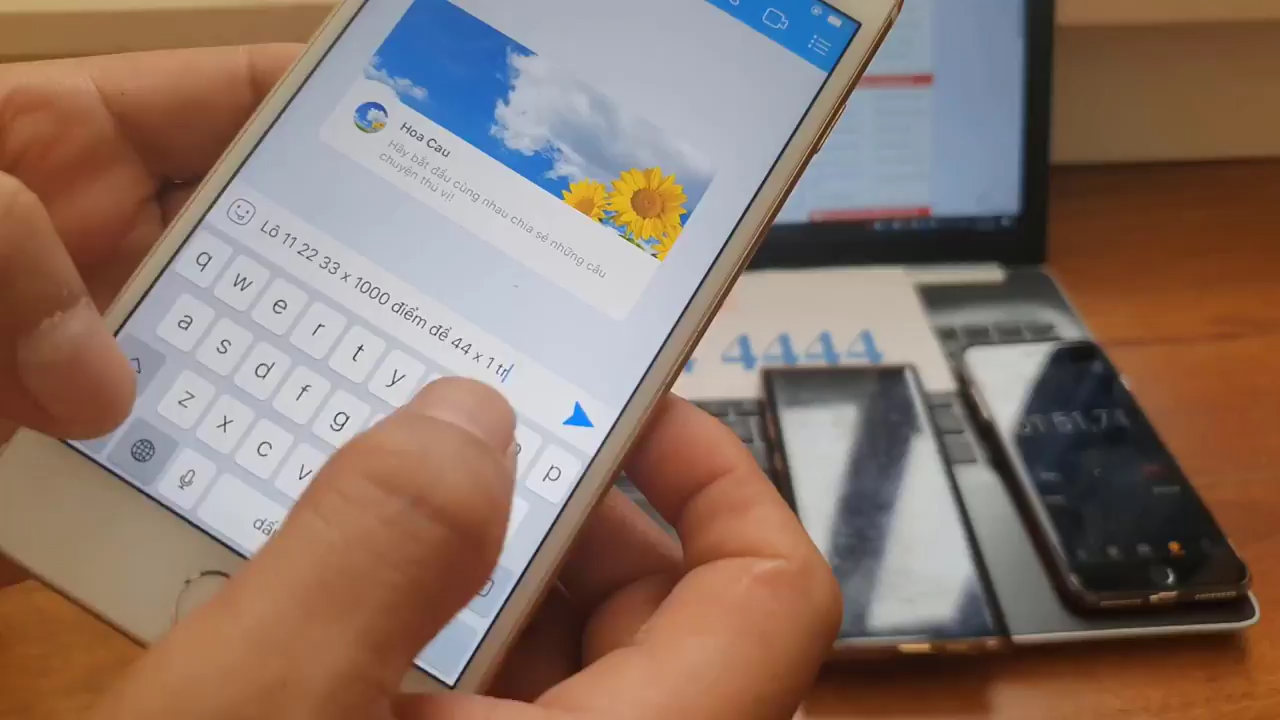 Hoa Cau
Hãy bắt đầu cùng nhau chia sẻ những câu
chuyện thú vị!
Lô 11 22 33 x 1000 điểm đề 44 x 1 tr
q w e r t y p
a s d f g
z x c v
dấu
4444